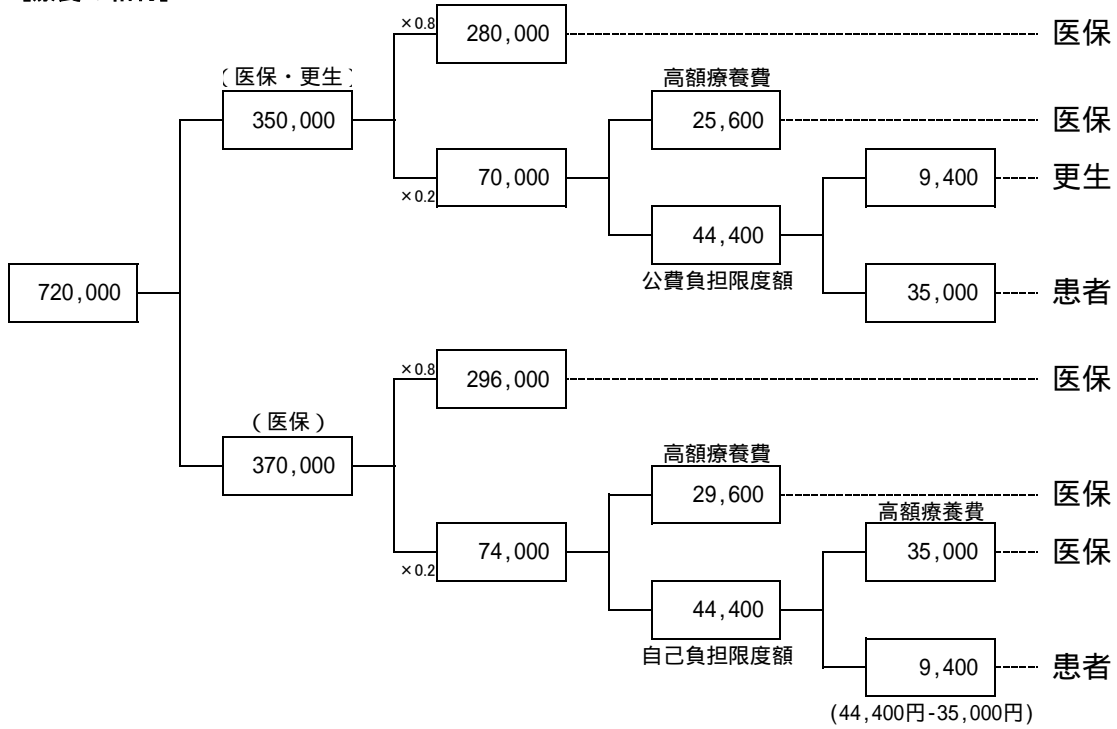 ×0.8
280,000
医保
(医保・更生)
350,000
高額療養費
25,600
医保
×0.2
70,000
9,400
更生
44,400
公費負担限度額
35,000
患者
720,000
×0.8
296,000
医保
(医保)
370,000
高額療養費
29,600
医保
高額療養費
×0.2
74,000
35,000
医保
44,400
自己負担限度額
9,400
患者
(44,400円-35,000円)